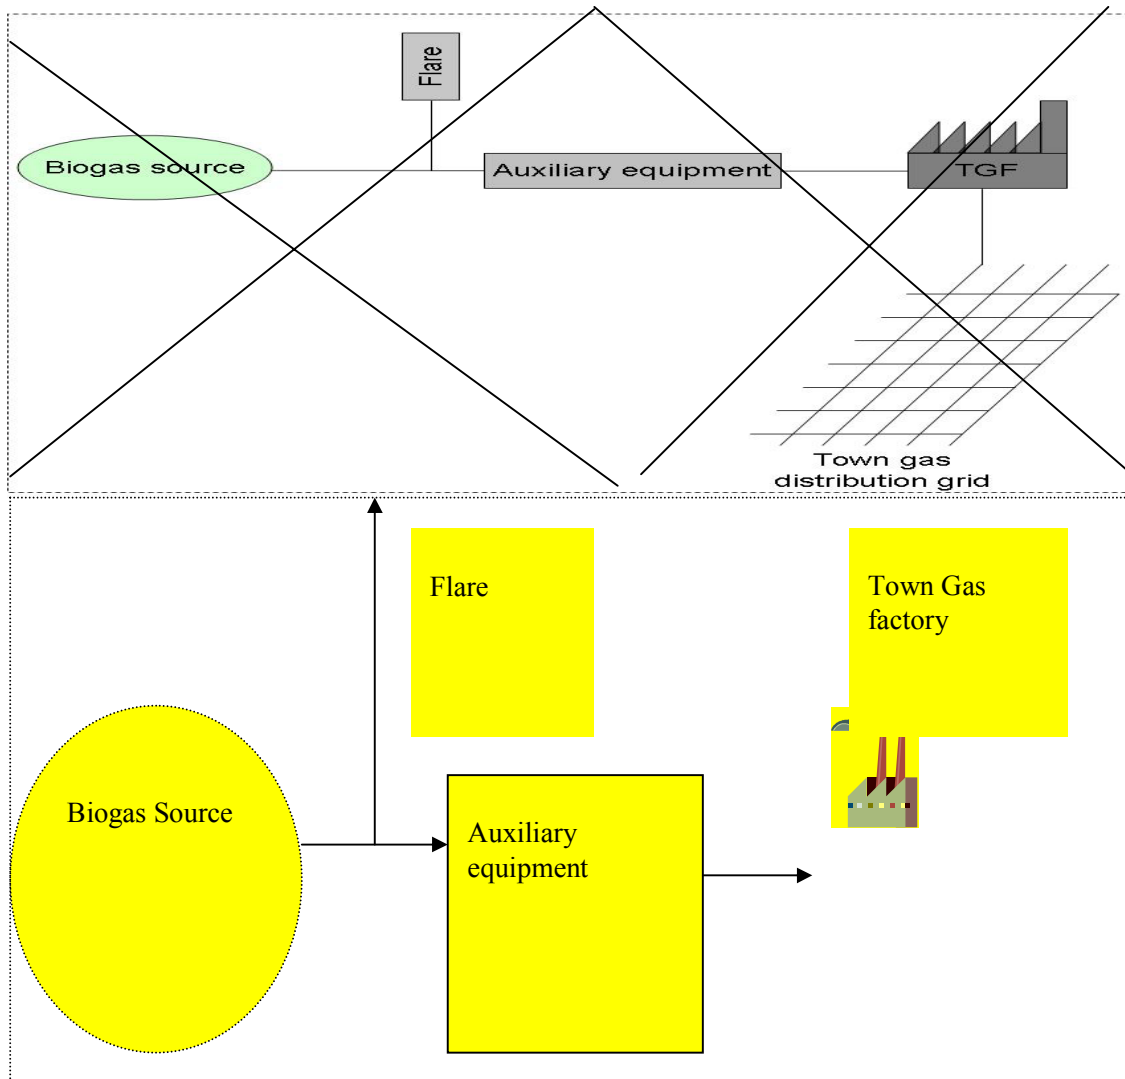 Flare
Biogas source
Auxiliary equipment
TGF
Town gas
distribution grid
Flare
Town Gas
factory
Biogas Source
Auxiliary
equipment